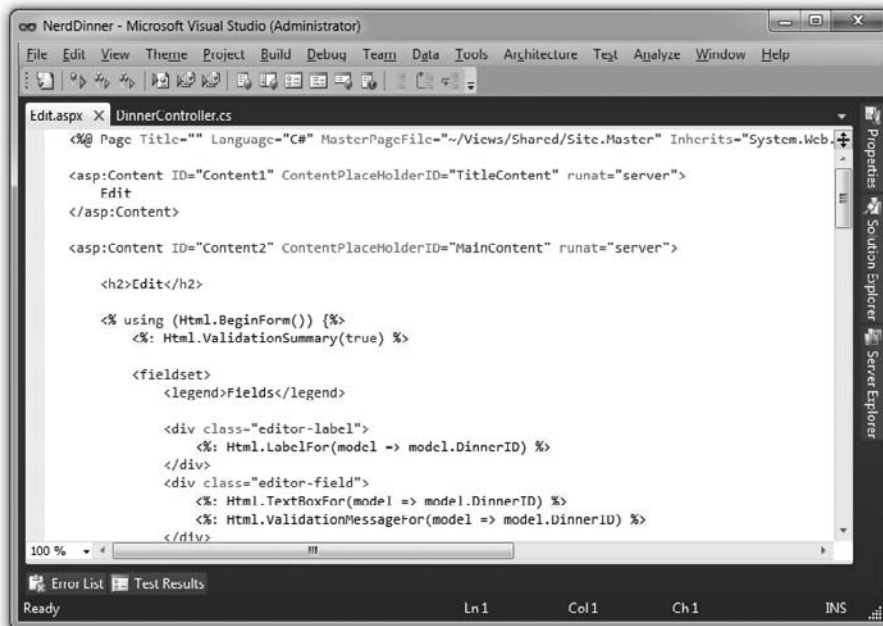 NerdDinner - Microsoft Visual Studio (Administrator)
File Edit View Theme Project Build Debug Team Data Tools Architecture Test Analyze Window Help
Edit.aspx X DinnerController.cs
<%@ Page Title="" Language="C#" MasterPageFile="~/Views/Shared/Site.Master" Inherits="System.Web.
<asp:Content ID="Content1" ContentPlaceHolderID="TitleContent" runat="server">
Edit
</asp:Content>
<asp:Content ID="Content2" ContentPlaceHolderID="MainContent" runat="server">
<h2>Edit</h2>
<% using (Html.BeginForm()) {%>
<%: Html.ValidationSummary(true) %>
<fieldset>
<legend>Fields</legend>
<div class="editor-label">
<%: Html.LabelFor(model => model.DinnerID) %>
</div>
<div class="editor-field">
<%: Html.TextBoxFor(model => model.DinnerID) %>
<%: Html.ValidationMessageFor(model => model.DinnerID) %>
</div>
100 %
Properties
Solution Explorer
Server Explorer
Error List Test Results
Ready Ln 1 Col 1 Ch 1 INS